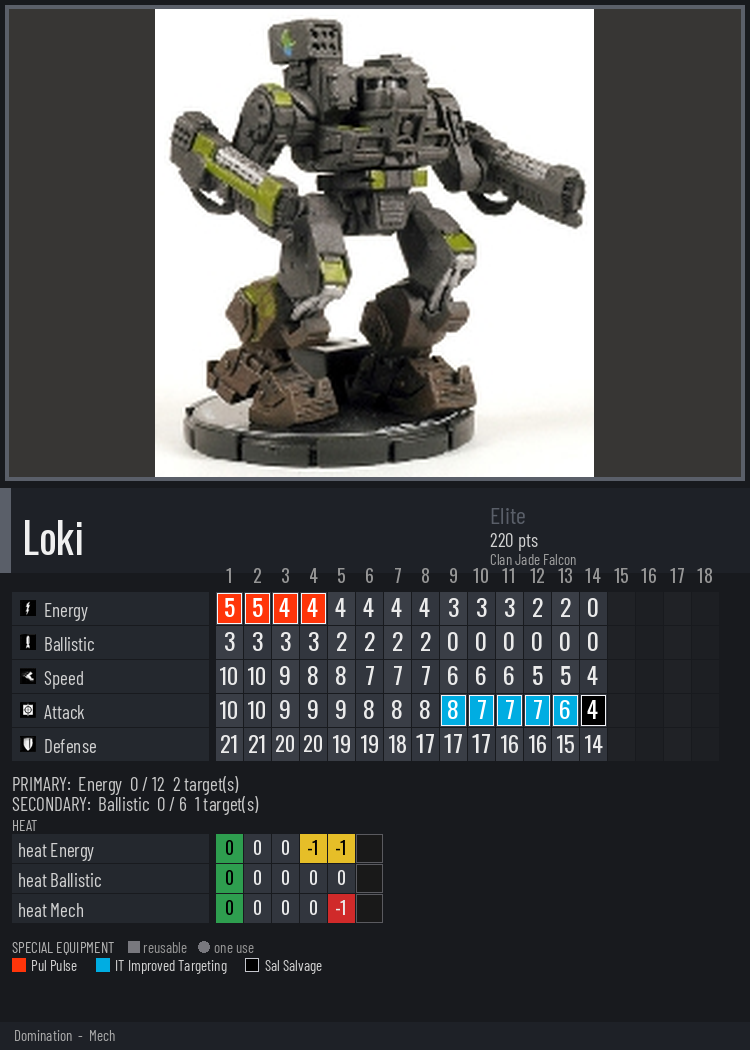 Loki
Elite
220 pts
Clan Jade Falcon
1 2 3 4 5 6 7 8 9 10 11 12 13 14 15 16 17 18
Energy 5 5 4 4 4 4 4 4 3 3 3 2 2 0
Ballistic 3 3 3 3 2 2 2 2 0 0 0 0 0 0
Speed 10 10 9 8 8 7 7 7 6 6 6 5 5 4
Attack 10 10 9 9 9 8 8 8 8 7 7 7 6 4
Defense 21 21 20 20 19 19 18 17 17 17 16 16 15 14
PRIMARY: Energy 0 / 12 2 target(s)
SECONDARY: Ballistic 0 / 6 1 target(s)
HEAT
heat Energy 0 0 0 -1 -1
heat Ballistic 0 0 0 0 0
heat Mech 0 0 0 0 -1
SPECIAL EQUIPMENT reusable one use
Pul Pulse IT Improved Targeting Sal Salvage
Domination - Mech